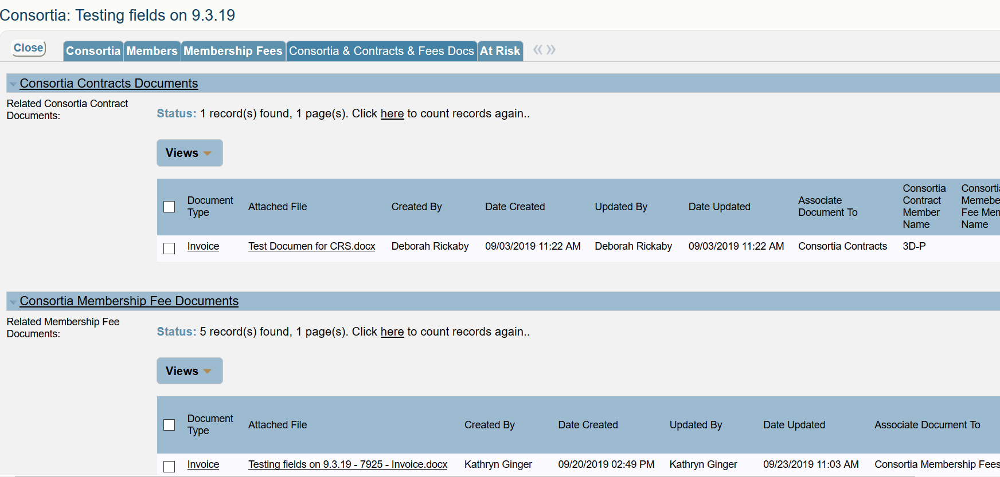 Consortia: Testing fields on 9.3.19
Close Consortia Members Membership Fees Consortia & Contracts & Fees Docs At Risk « »
Consortia Contracts Documents
Related Consortia Contract
Documents:
Status: 1 record(s) found, 1 page(s). Click here to count records again..
Views
Document
Type
Attached File
Created By
Date Created
Updated By
Date Updated
Associate
Document To
Consortia
Contract
Member
Name
Consortia
Memebe
Fee Mem
Name
Invoice Test Documen for CRS.docx Deborah Rickaby 09/03/2019 11:22 AM Deborah Rickaby 09/03/2019 11:22 AM Consortia Contracts 3D-P
Consortia Membership Fee Documents
Related Membership Fee
Documents:
Status: 5 record(s) found, 1 page(s). Click here to count records again..
Views
Document
Type
Attached File
Created By
Date Created
Updated By
Date Updated
Associate Document To
Invoice Testing fields on 9.3.19 - 7925 - Invoice.docx Kathryn Ginger 09/20/2019 02:49 PM Kathryn Ginger 09/23/2019 11:03 AM Consortia Membership Fees